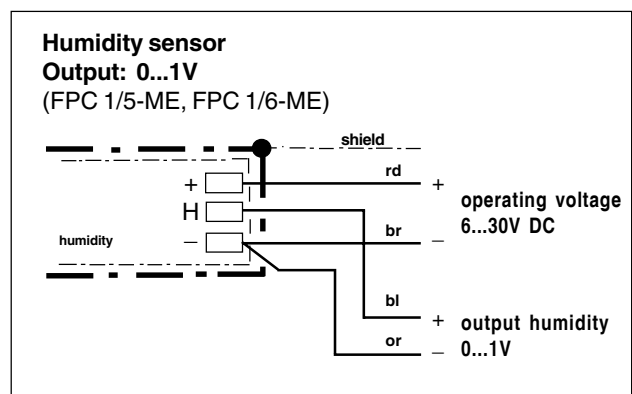 Humidity sensor
Output: 0...1V
(FPC 1/5-ME, FPC 1/6-ME)
shield
rd
+ +
operating voltage
H
6...30V DC
humidity
– br –
bl
+ output humidity
or – 0...1V